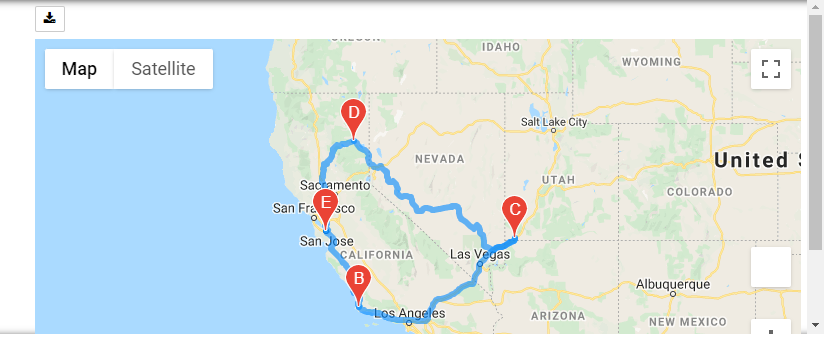 OREGON
IDAHO
WYOMING
Map
Satellite
D
Salt Lake City
NEVADA
United S
UTAH
COLORADO
Sacramento
E
San Francisco
C
San Jose
CALIFORNIA
Las Vegas
B
Albuquerque
Los Angeles
ARIZONA
NEW MEXICO